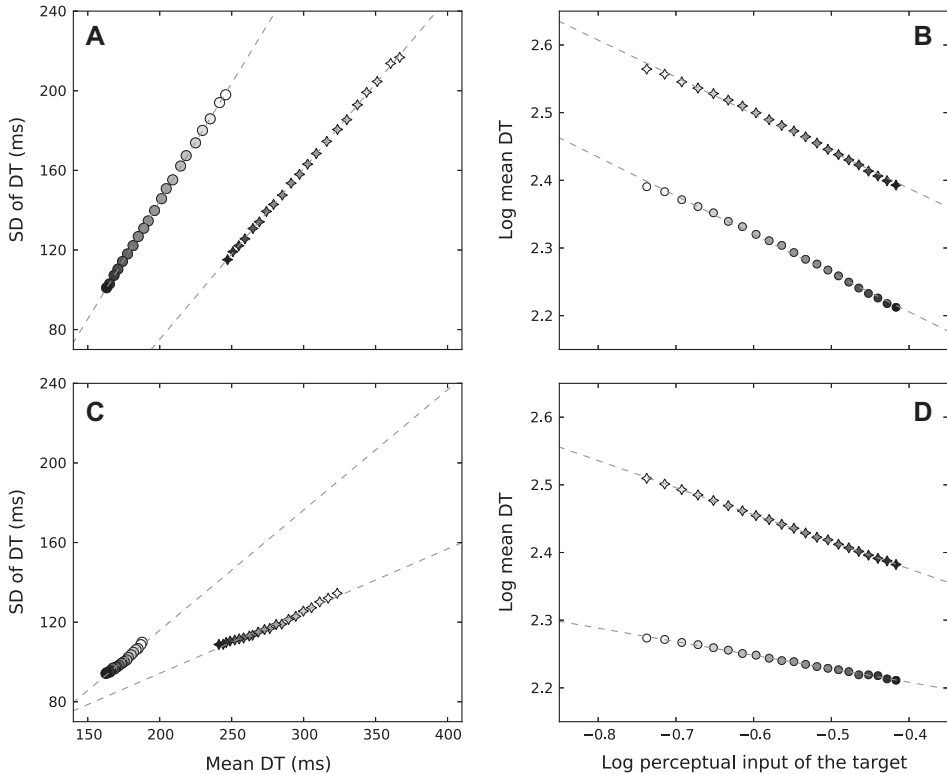 A
SD of DT (ms)
240
200
160
120
80
B
Log mean DT
2.6
2.5
2.4
2.3
2.2
C
SD of DT (ms)
240
200
160
120
80
150 200 250 300 350 400
Mean DT (ms)
D
Log mean DT
2.6
2.5
2.4
2.3
2.2
−0.8 −0.7 −0.6 −0.5 −0.4
Log perceptual input of the target